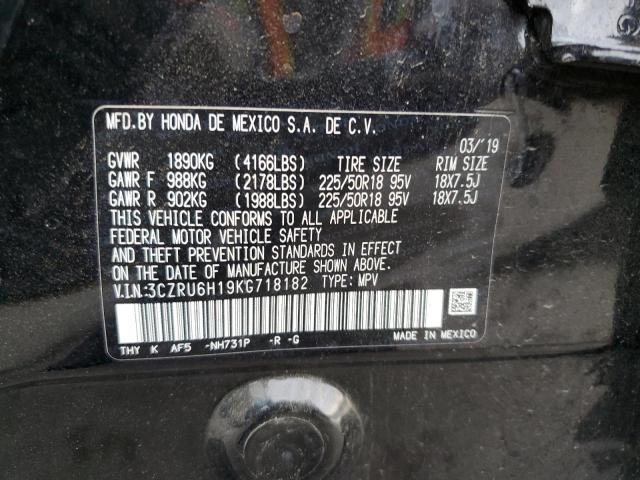 MFD.BY HONDA DE MEXICO S.A. DE C.V.
03/'19
GVWR 1890KG (4166LBS) TIRE SIZE RIM SIZE
GAWR F 988KG (2178LBS) 225/50R18 95V 18X7.5J
GAWR R 902KG (1988LBS) 225/50R18 95V 18X7.5J
THIS VEHICLE CONFORMS TO ALL APPLICABLE
FEDERAL MOTOR VEHICLE SAFETY
AND THEFT PREVENTION STANDARDS IN EFFECT
ON THE DATE OF MANUFACTURE SHOWN ABOVE.
V.I.N:3CZRU6H19KG718182 TYPE: MPV
THY K AF5 -NH731P -R -G
MADE IN MEXICO